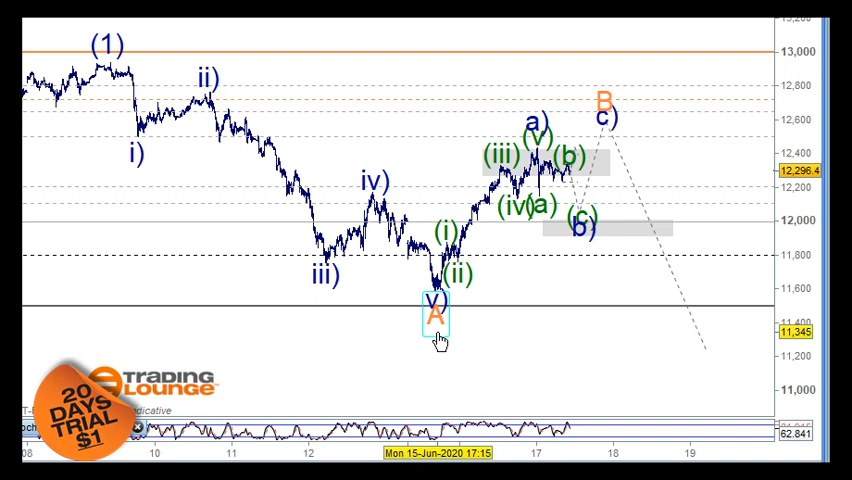 13,000
(1)
ii)
12,800
12,600
a)
B
c)
i)
(v)
(iii)
(b)
12,400
12,296.4
iv)
12,200
(iv)
(a)
(c)
b)
12,000
(i)
iii)
(ii)
11,800
v)
A
11,600
11,400
11,345
11,200
11,000
TRADING
LOUNGE
20
DAYS
TRIAL
$1
dicative
62.841
08
10
11
12
Mon 15-Jun-2020 17:15
17
18
19